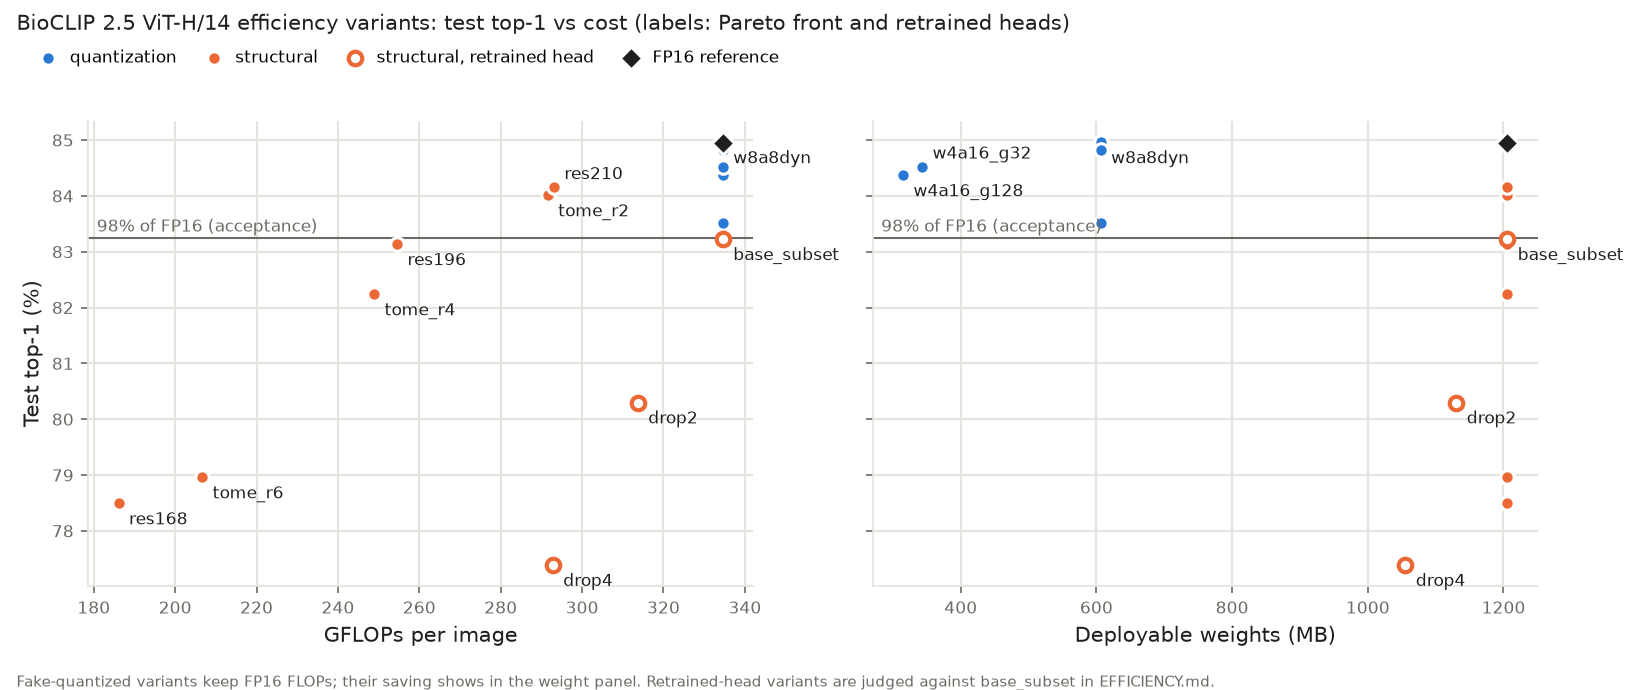 BioCLIP 2.5 ViT-H/14 efficiency variants: test top-1 vs cost (labels: Pareto front and retrained heads)
quantization structural structural, retrained head FP16 reference
Test top-1 (%)
85
84
83
82
81
80
79
78
w8a8dyn
res210
tome_r2
98% of FP16 (acceptance)
base_subset
res196
tome_r4
drop2
tome_r6
res168
drop4
180 200 220 240 260 280 300 320 340
GFLOPs per image
w4a16_g32
w8a8dyn
w4a16_g128
98% of FP16 (acceptance)
base_subset
drop2
drop4
400 600 800 1000 1200
Deployable weights (MB)
Fake-quantized variants keep FP16 FLOPs; their saving shows in the weight panel. Retrained-head variants are judged against base_subset in EFFICIENCY.md.